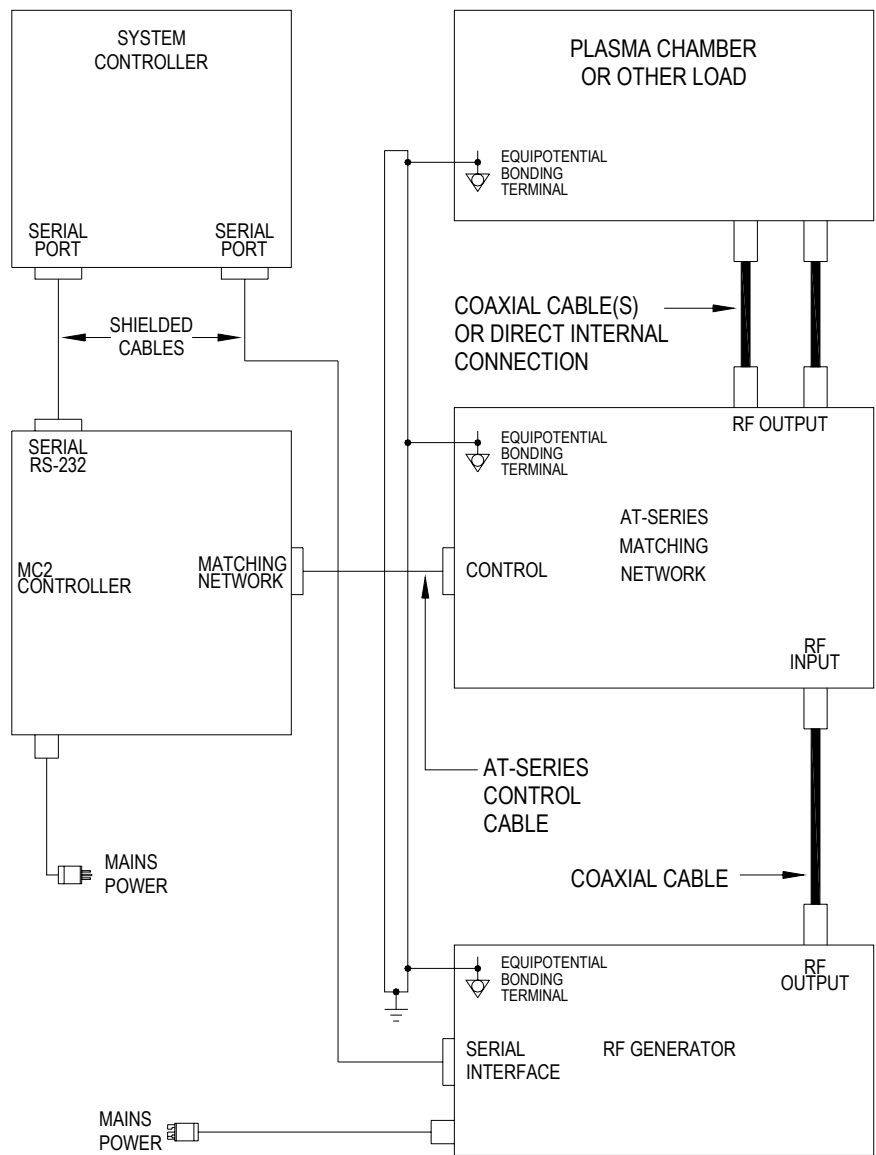 SYSTEM
CONTROLLER
SERIAL
PORT
SERIAL
PORT
SHIELDED
CABLES
SERIAL
RS-232
MC2
CONTROLLER
MATCHING
NETWORK
MAINS
POWER
PLASMA CHAMBER
OR OTHER LOAD
EQUIPOTENTIAL
BONDING
TERMINAL
COAXIAL CABLE(S)
OR DIRECT INTERNAL
CONNECTION
RF OUTPUT
EQUIPOTENTIAL
BONDING
TERMINAL
AT-SERIES
MATCHING
NETWORK
CONTROL
RF
INPUT
AT-SERIES
CONTROL
CABLE
COAXIAL CABLE
EQUIPOTENTIAL
BONDING
TERMINAL
RF
OUTPUT
SERIAL
INTERFACE
RF GENERATOR
MAINS
POWER